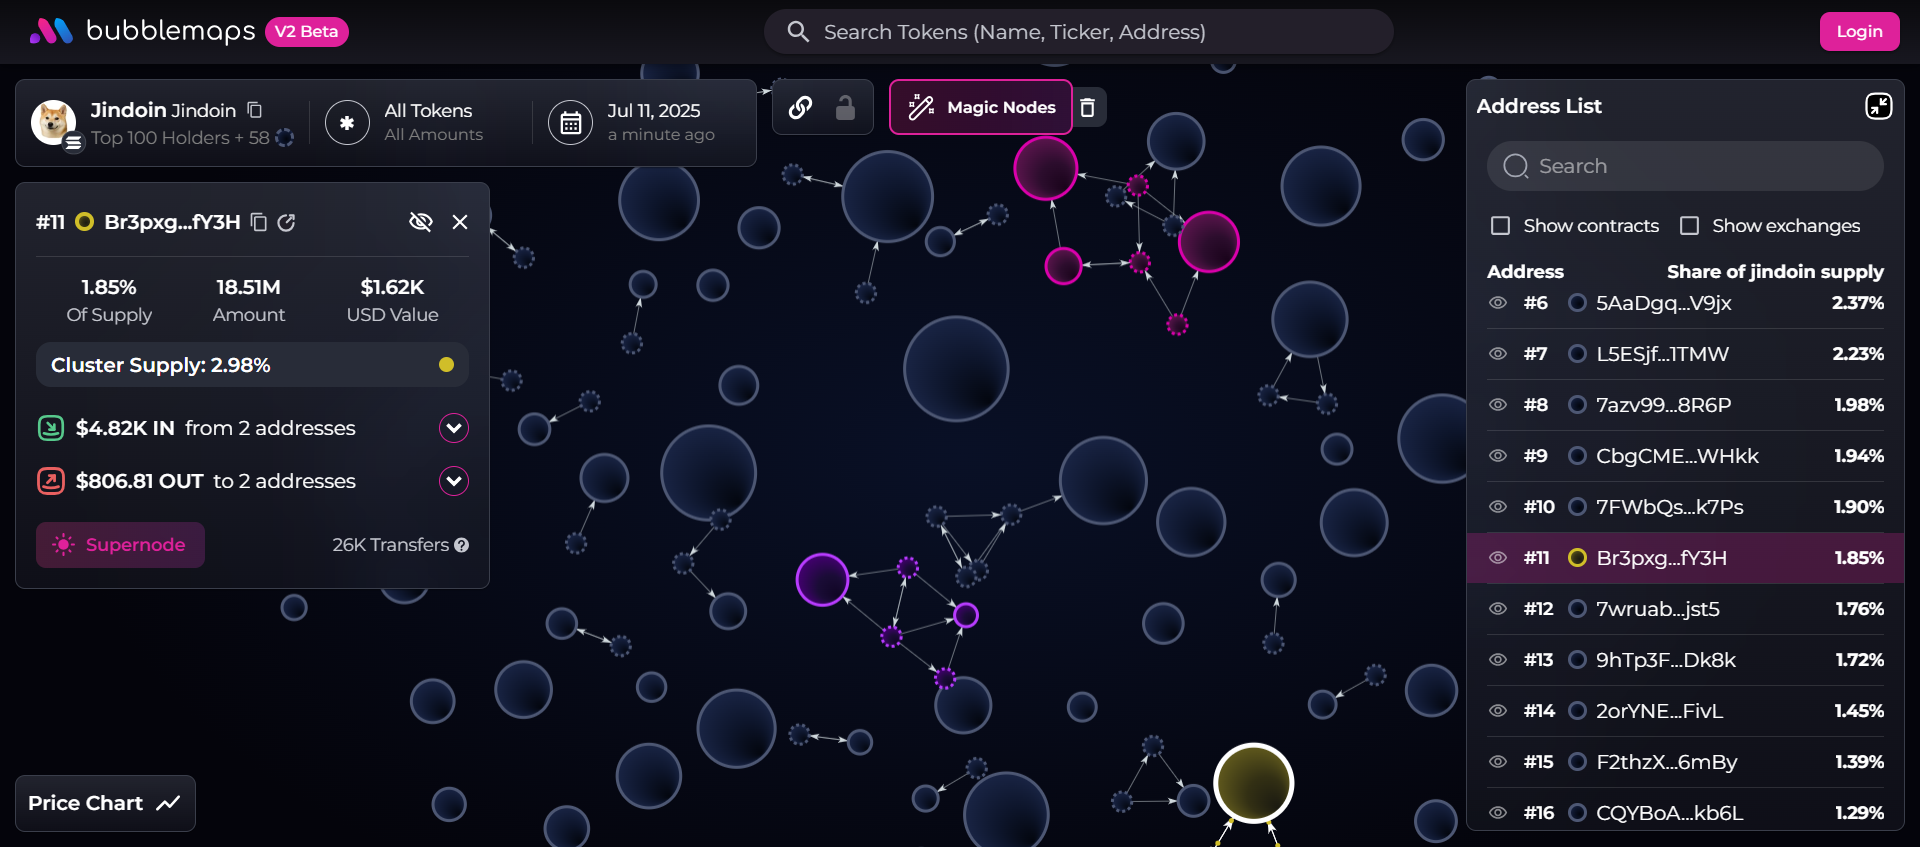 bubblemaps V2 Beta
Search Tokens (Name, Ticker, Address)
Login
Jindoin Jindoin
Top 100 Holders + 58
All Tokens
All Amounts
Jul 11, 2025
a minute ago
Magic Nodes
#11 Br3pxg...fY3H
1.85% 18.51M $1.62K
Of Supply Amount USD Value
Cluster Supply: 2.98%
$4.82K IN from 2 addresses
$806.81 OUT to 2 addresses
Supernode 26K Transfers
Price Chart
Address List
Search
Show contracts Show exchanges
Address Share of jindoin supply
#6 5AaDgq...V9jx 2.37%
#7 L5ESjf...1TMW 2.23%
#8 7azv99...8R6P 1.98%
#9 CbgCME...WHkk 1.94%
#10 7FWbQs...k7Ps 1.90%
#11 Br3pxg...fY3H 1.85%
#12 7wruab...jst5 1.76%
#13 9hTp3F...Dk8k 1.72%
#14 2orYNE...FivL 1.45%
#15 F2thzX...6mBy 1.39%
#16 CQYBoA...kb6L 1.29%